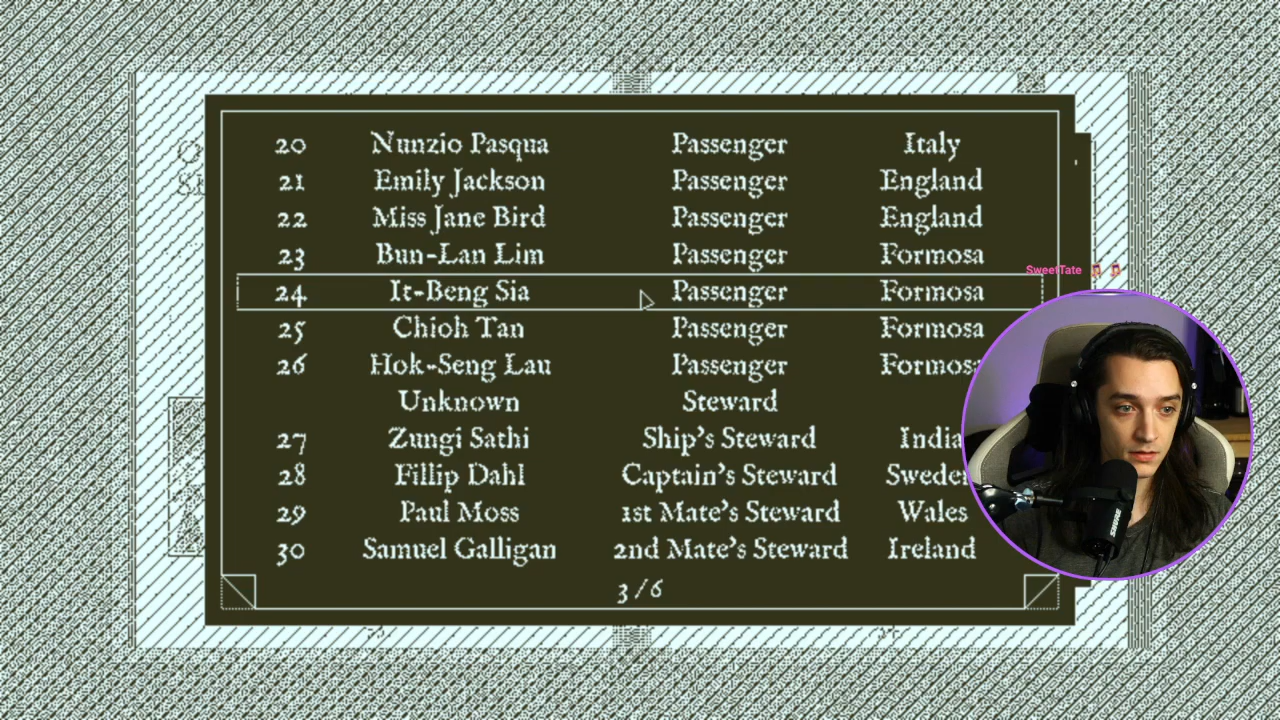 20 Nunzio Pasqua Passenger Italy
21 Emily Jackson Passenger England
22 Miss Jane Bird Passenger England
23 Bun-Lan Lim Passenger Formosa
SweetTate
24 It-Beng Sia Passenger Formosa
25 Chioh Tan Passenger Formosa
26 Hok-Seng Lau Passenger Formosa
Unknown Steward
27 Zungi Sathi Ship's Steward India
28 Fillip Dahl Captain's Steward Sweden
29 Paul Moss 1st Mate's Steward Wales
30 Samuel Galligan 2nd Mate's Steward Ireland
3/6
SHURE